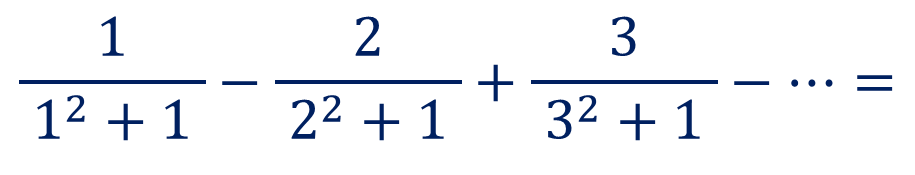 1/(1² + 1) − 2/(2² + 1) + 3/(3² + 1) − ⋯ =